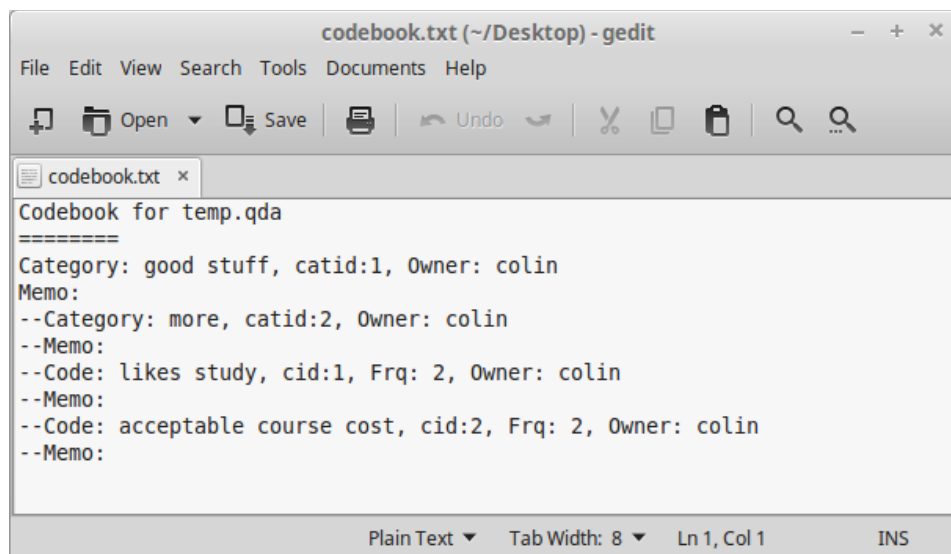 codebook.txt (~/Desktop) - gedit
File Edit View Search Tools Documents Help
Open Save Undo
codebook.txt
Codebook for temp.qda
========
Category: good stuff, catid:1, Owner: colin
Memo:
--Category: more, catid:2, Owner: colin
--Memo:
--Code: likes study, cid:1, Frq: 2, Owner: colin
--Memo:
--Code: acceptable course cost, cid:2, Frq: 2, Owner: colin
--Memo:
Plain Text Tab Width: 8 Ln 1, Col 1 INS